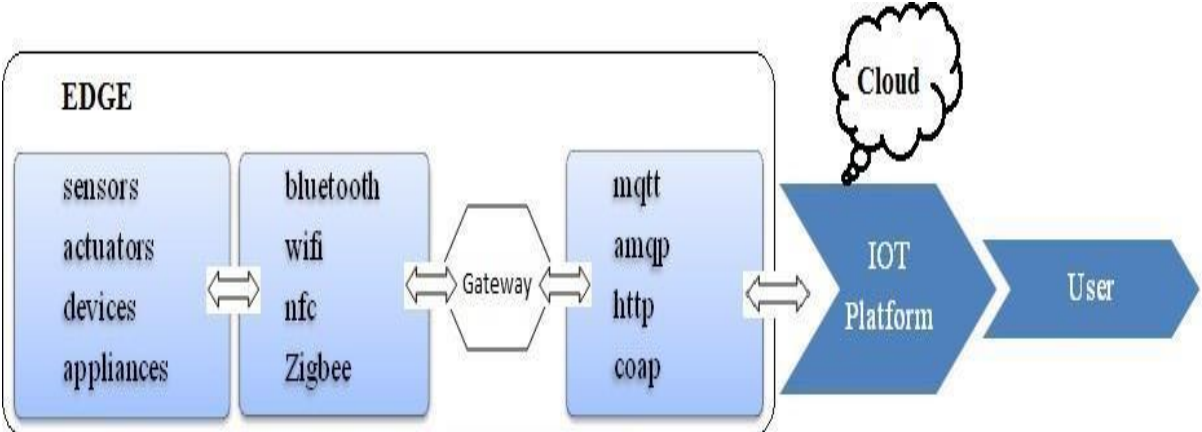 EDGE
sensors
actuators
devices
appliances
bluetooth
wifi
nfc
Zigbee
Gateway
mqtt
amqp
http
coap
Cloud
IOT
Platform
User